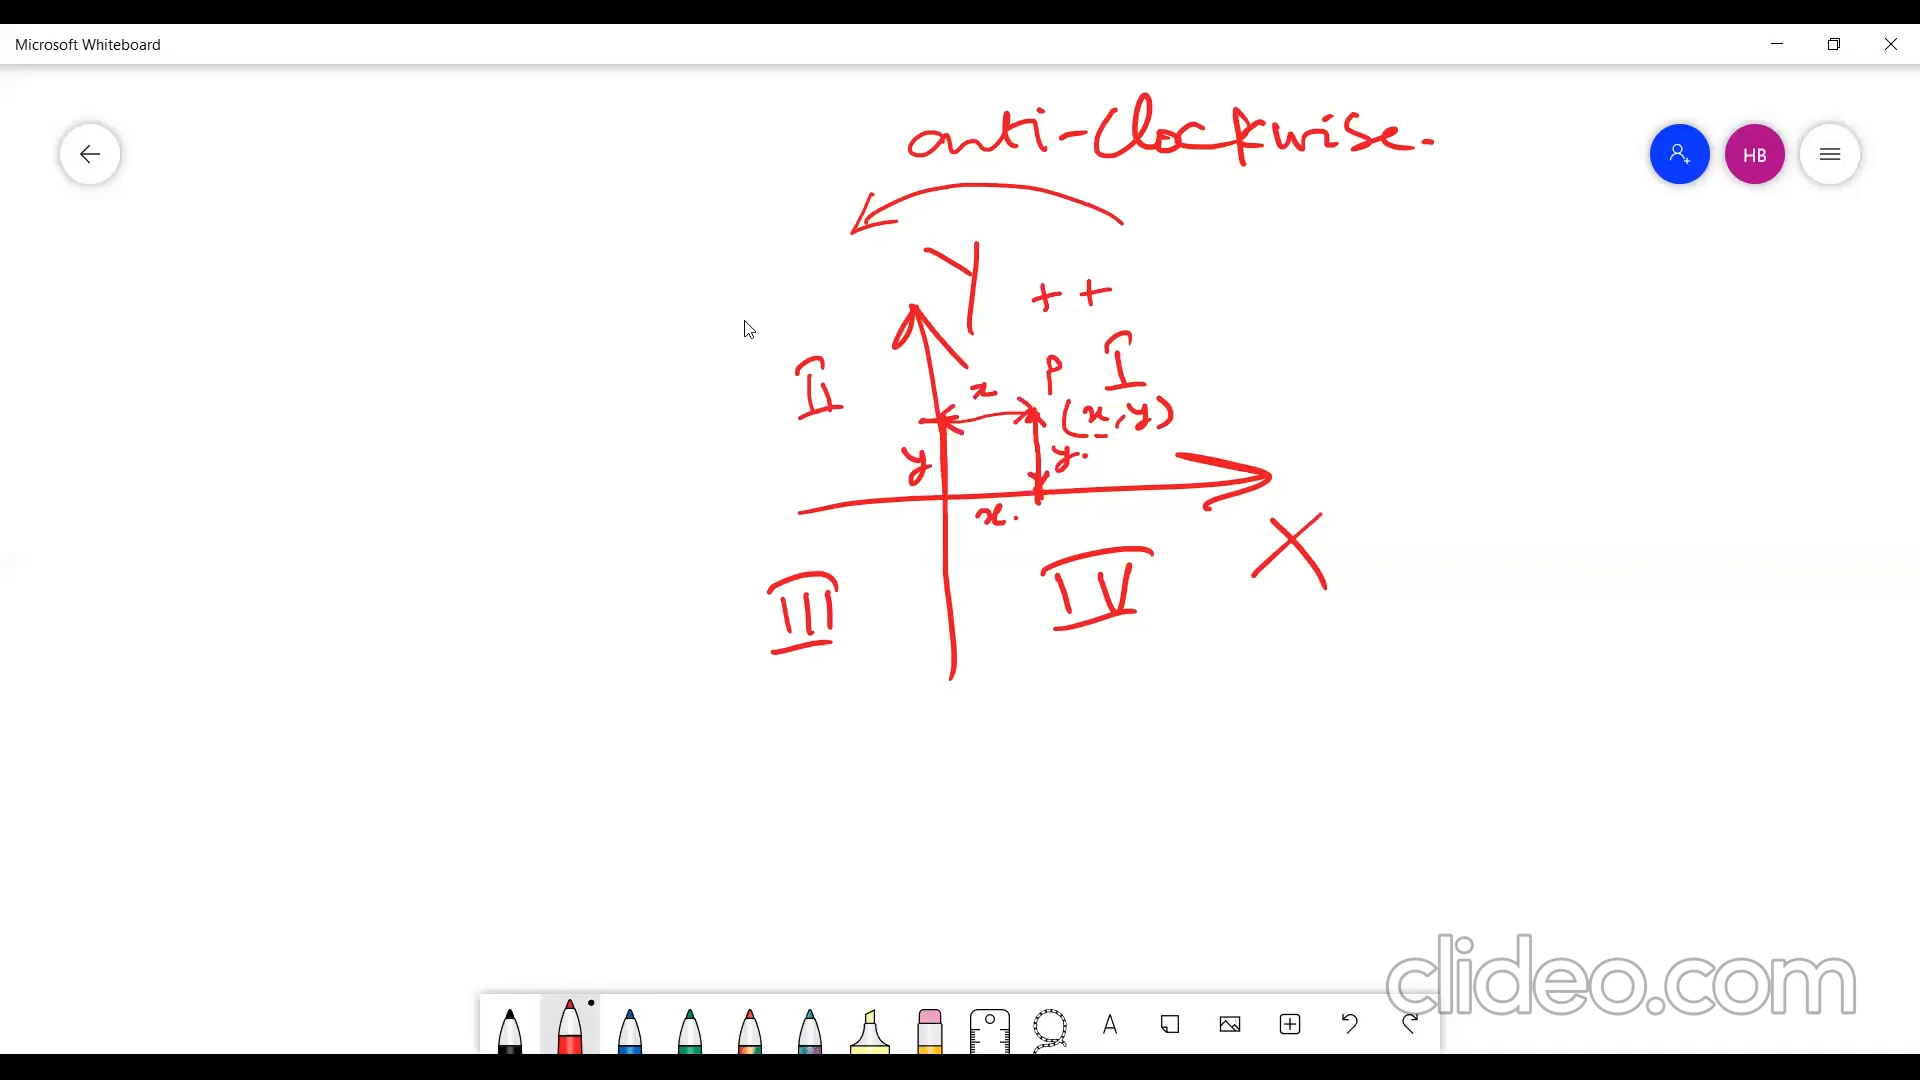 Microsoft Whiteboard
anti-clockwise.
HB
Y
+ +
P I
II
x
(x, y)
y y.
x.
X
III IV
clideo.com
A